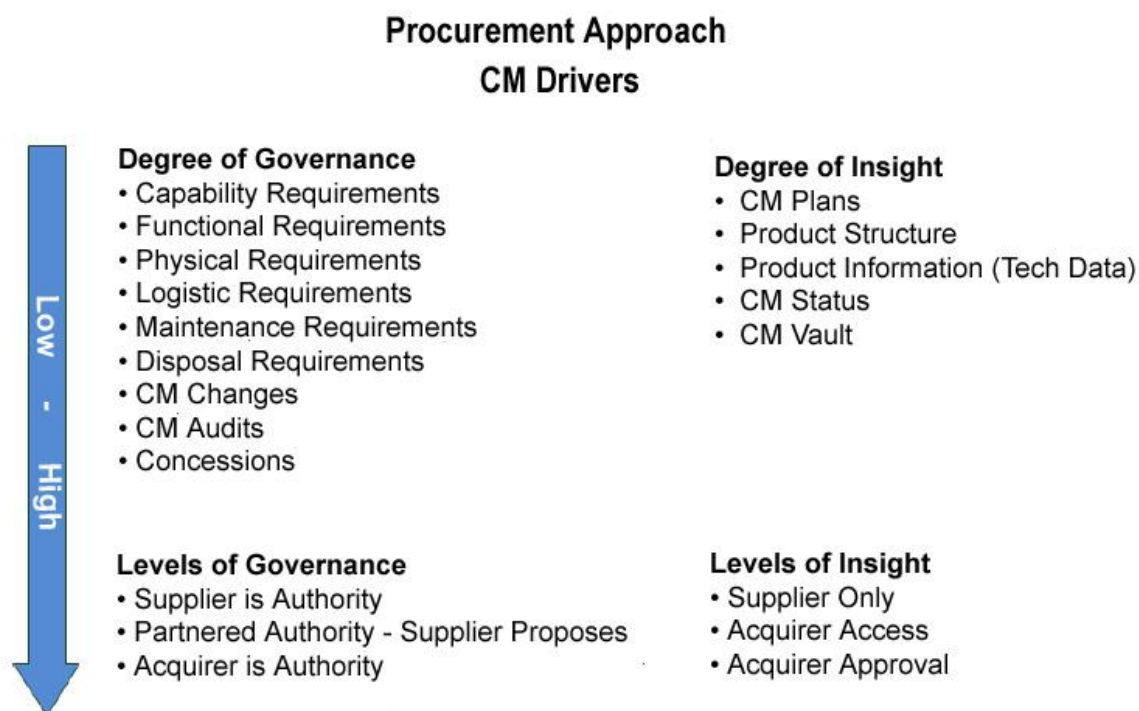 Procurement Approach
CM Drivers
Low - High
Degree of Governance
• Capability Requirements
• Functional Requirements
• Physical Requirements
• Logistic Requirements
• Maintenance Requirements
• Disposal Requirements
• CM Changes
• CM Audits
• Concessions
Degree of Insight
• CM Plans
• Product Structure
• Product Information (Tech Data)
• CM Status
• CM Vault
Levels of Governance
• Supplier is Authority
• Partnered Authority - Supplier Proposes
• Acquirer is Authority
Levels of Insight
• Supplier Only
• Acquirer Access
• Acquirer Approval